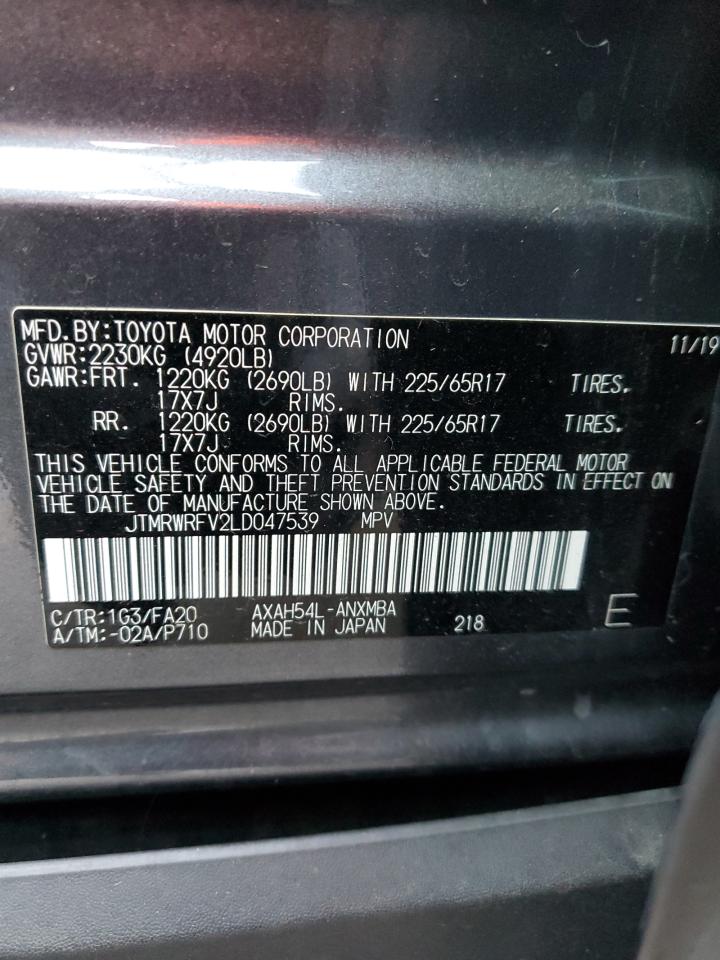 MFD.BY:TOYOTA MOTOR CORPORATION 11/19
GVWR:2230KG (4920LB)
GAWR:FRT. 1220KG (2690LB) WITH 225/65R17 TIRES.
17X7J RIMS.
RR. 1220KG (2690LB) WITH 225/65R17 TIRES.
17X7J RIMS.
THIS VEHICLE CONFORMS TO ALL APPLICABLE FEDERAL MOTOR
VEHICLE SAFETY AND THEFT PREVENTION STANDARDS IN EFFECT ON
THE DATE OF MANUFACTURE SHOWN ABOVE.
JTMRWRFV2LD047539 MPV
C/TR:1G3/FA20 AXAH54L-ANXMBA
A/TM:-02A/P710 MADE IN JAPAN 218 E